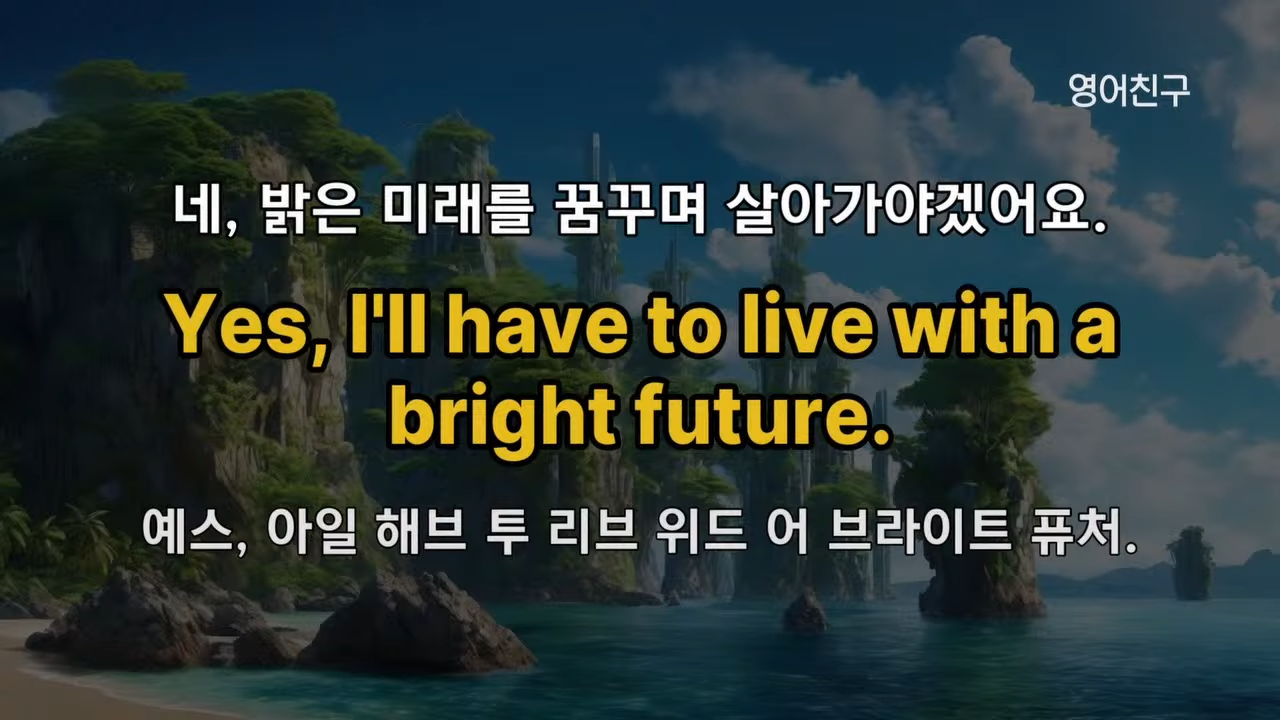 영어친구
네, 밝은 미래를 꿈꾸며 살아가야겠어요.
Yes, I'll have to live with a
bright future.
예스, 아일 해브 투 리브 위드 어 브라이트 퓨처.